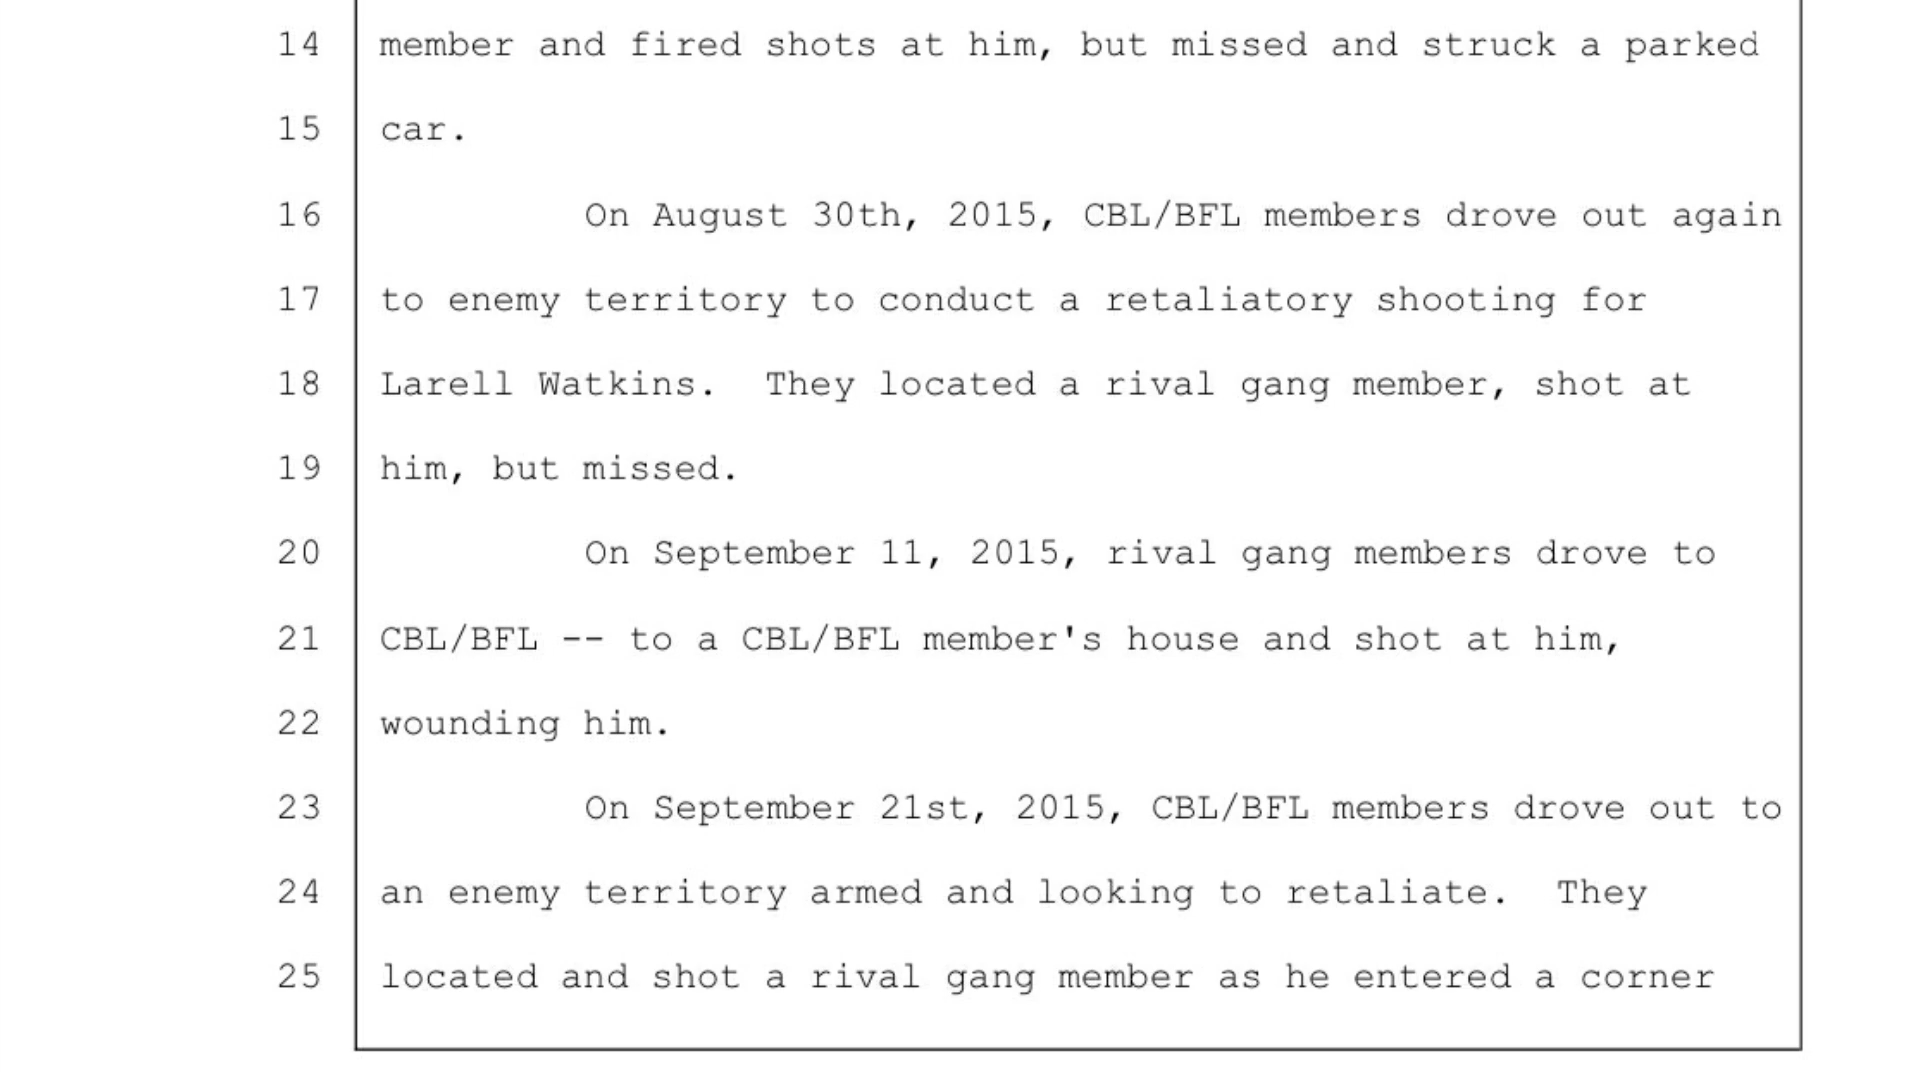 14 member and fired shots at him, but missed and struck a parked
15 car.
16 On August 30th, 2015, CBL/BFL members drove out again
17 to enemy territory to conduct a retaliatory shooting for
18 Larell Watkins.  They located a rival gang member, shot at
19 him, but missed.
20 On September 11, 2015, rival gang members drove to
21 CBL/BFL -- to a CBL/BFL member's house and shot at him,
22 wounding him.
23 On September 21st, 2015, CBL/BFL members drove out to
24 an enemy territory armed and looking to retaliate.  They
25 located and shot a rival gang member as he entered a corner